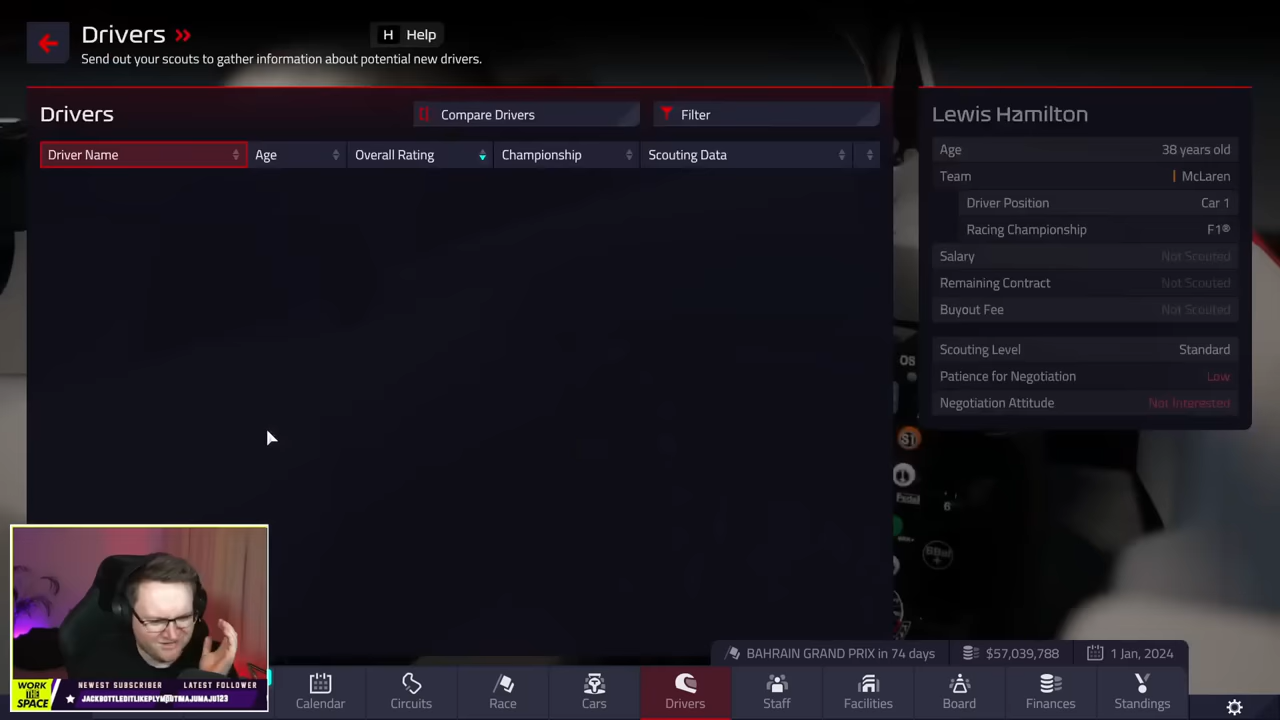 Drivers
H Help
Send out your scouts to gather information about potential new drivers.
Drivers
Compare Drivers
Filter
Driver Name
Age
Overall Rating
Championship
Scouting Data
Lewis Hamilton
Age 38 years old
Team McLaren
Driver Position Car 1
Racing Championship F1®
Salary Not Scouted
Remaining Contract Not Scouted
Buyout Fee Not Scouted
Scouting Level Standard
Patience for Negotiation Low
Negotiation Attitude Not Interested
WORK THE SPACE
NEWEST SUBSCRIBER
LATEST FOLLOWER
BAHRAIN GRAND PRIX in 74 days
$57,039,788
1 Jan, 2024
Calendar
Circuits
Race
Cars
Drivers
Staff
Facilities
Board
Finances
Standings